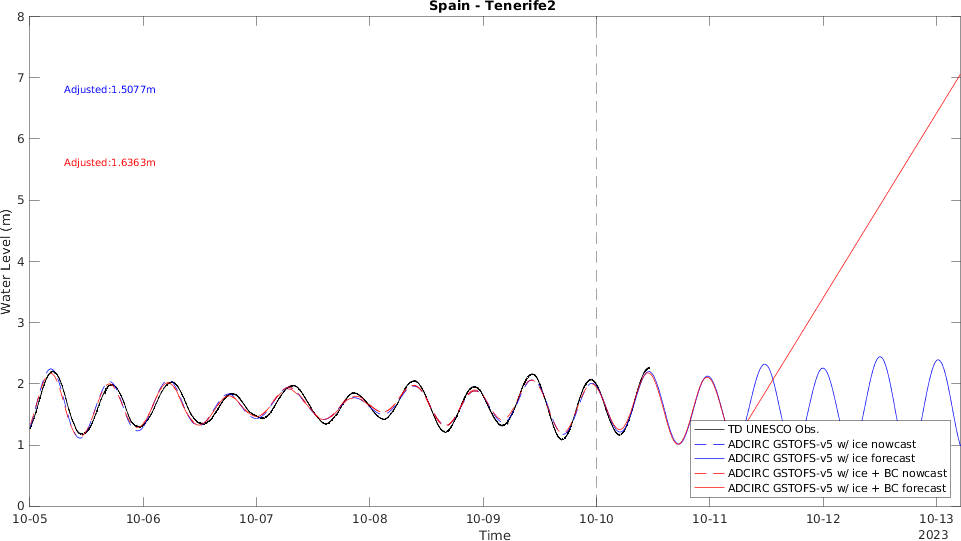 Spain - Tenerife2
8
7
6
5
4
3
2
1
0
Water Level (m)
Adjusted:1.5077m
Adjusted:1.6363m
TD UNESCO Obs.
ADCIRC GSTOFS-v5 w/ ice nowcast
ADCIRC GSTOFS-v5 w/ ice forecast
ADCIRC GSTOFS-v5 w/ ice + BC nowcast
ADCIRC GSTOFS-v5 w/ ice + BC forecast
10-05 10-06 10-07 10-08 10-09 10-10 10-11 10-12 10-13
Time
2023